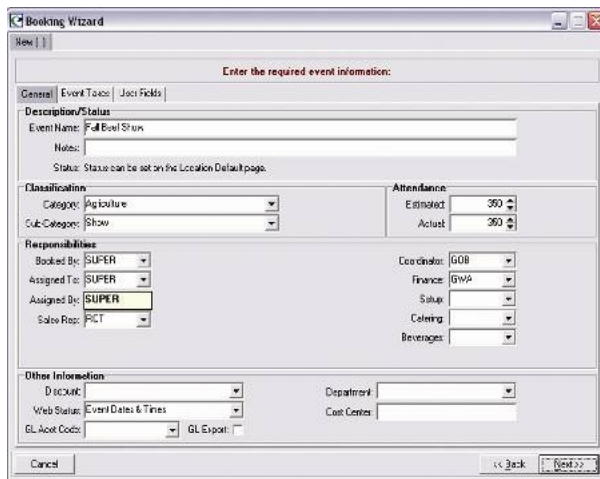 Booking Wizard
New [ ]
Enter the required event information:
General Event Taxes User Fields
Description/Status
Event Name: Fall Beef Show
Notes:
Status: Status can be set on the Location Default page.
Classification
Category: Agriculture
Sub-Category: Show
Attendance
Estimated: 350
Actual: 350
Responsibilities
Booked By: SUPER
Assigned To: SUPER
Assigned By: SUPER
Sales Rep: RCT
Coordinator: GOB
Finance: GWA
Setup:
Catering:
Beverages:
Other Information
Discount:
Web Status: Event Dates & Times
GL Acct Code: GL Export:
Department:
Cost Center:
Cancel << Back Next >>